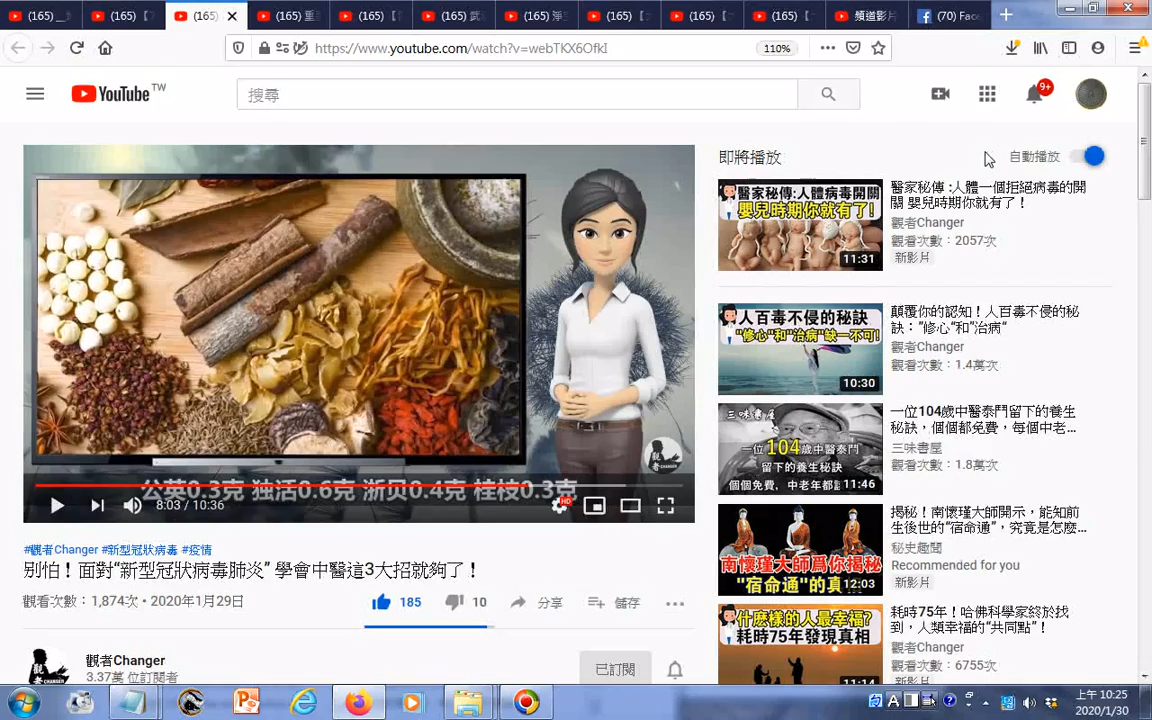 (165)
(165) 【
(165)
(165) 重
(165) 【
(165) 武
(165) 淨
(165)
(165)
(165)
頻道影片
(70) Fac
https://www.youtube.com/watch?v=webTKX6OfkI
110%
YouTube TW
搜尋
9+
即將播放
自動播放
醫家秘傳:人體病毒開關
嬰兒時期你就有了!
11:31
醫家秘傳 :人體一個拒絕病毒的開
關 嬰兒時期你就有了！
觀者Changer
觀看次數：2057次
新影片
人百毒不侵的秘訣
"修心"和"治病"缺一不可!
10:30
顛覆你的認知！人百毒不侵的秘
訣："修心“和”治病“
觀者Changer
觀看次數：1.4萬次
三味書屋
一位104歲中醫泰鬥
留下的養生秘訣
個個免費，中老年都
11:46
一位104歲中醫泰鬥留下的養生
秘訣，個個都免費，每個中老...
三味書屋
觀看次數：1.8萬次
南懷瑾大師爲你揭秘
"宿命通"的真
12:03
揭秘！南懷瑾大師開示，能知前
生後世的“宿命通”，究竟是怎麼...
秘史趣聞
Recommended for you
新影片
什麽樣的人最幸福?
耗時75年發現真相
11:14
耗時75年！哈佛科學家終於找
到，人類幸福的“共同點”！
觀者Changer
觀看次數：6755次
新影片
觀者
CHANGER
公英0.3克 独活0.6克 浙贝0.4克 桂枝0.3克
8:03 / 10:36
HD
#觀者Changer #新型冠狀病毒 #疫情
別怕！面對“新型冠狀病毒肺炎” 學會中醫這3大招就夠了！
觀看次數：1,874次 • 2020年1月29日
185
10
分享
儲存
觀者Changer
3.37萬 位訂閱者
已訂閱
上午 10:25
2020/1/30